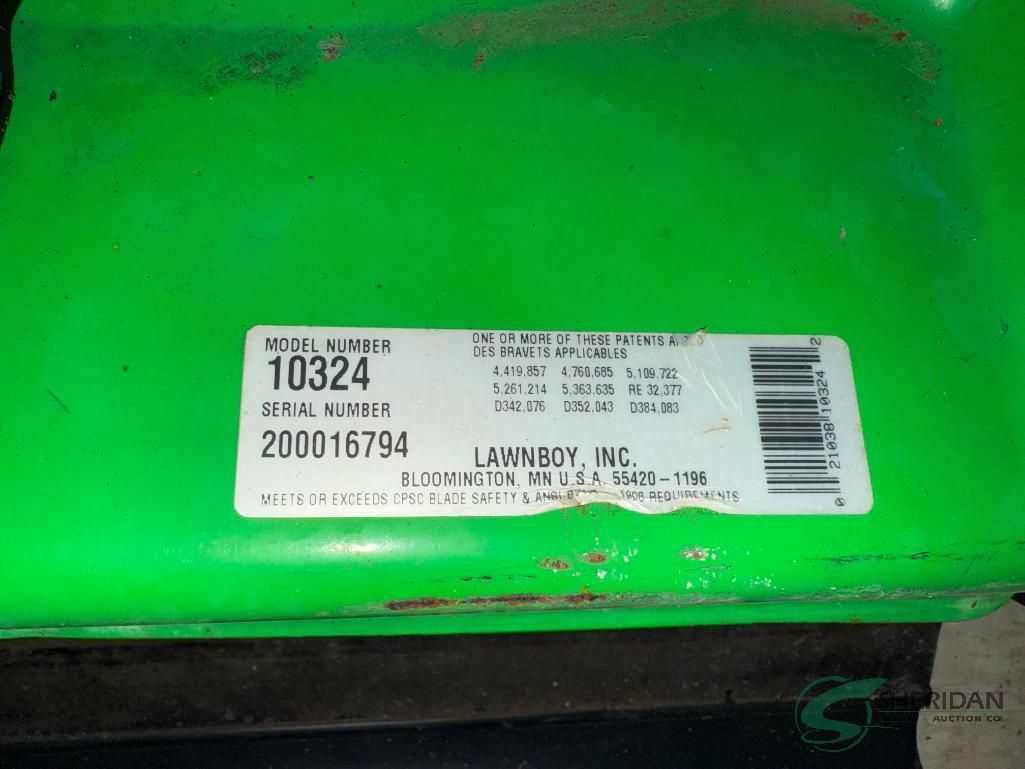 MODEL NUMBER
10324
SERIAL NUMBER
200016794
ONE OR MORE OF THESE PATENTS
DES BRAVETS APPLICABLES
4,419,857 4,760,685 5,109,722
5,261,214 5,363,635 RE 32,377
D342,076 D352,043 D384,083
LAWNBOY, INC.
BLOOMINGTON, MN U.S.A. 55420-1196
MEETS OR EXCEEDS CPSC BLADE SAFETY & ANSI REQUIREMENTS
0 21038 10324 2
SHERIDAN
AUCTION CO.